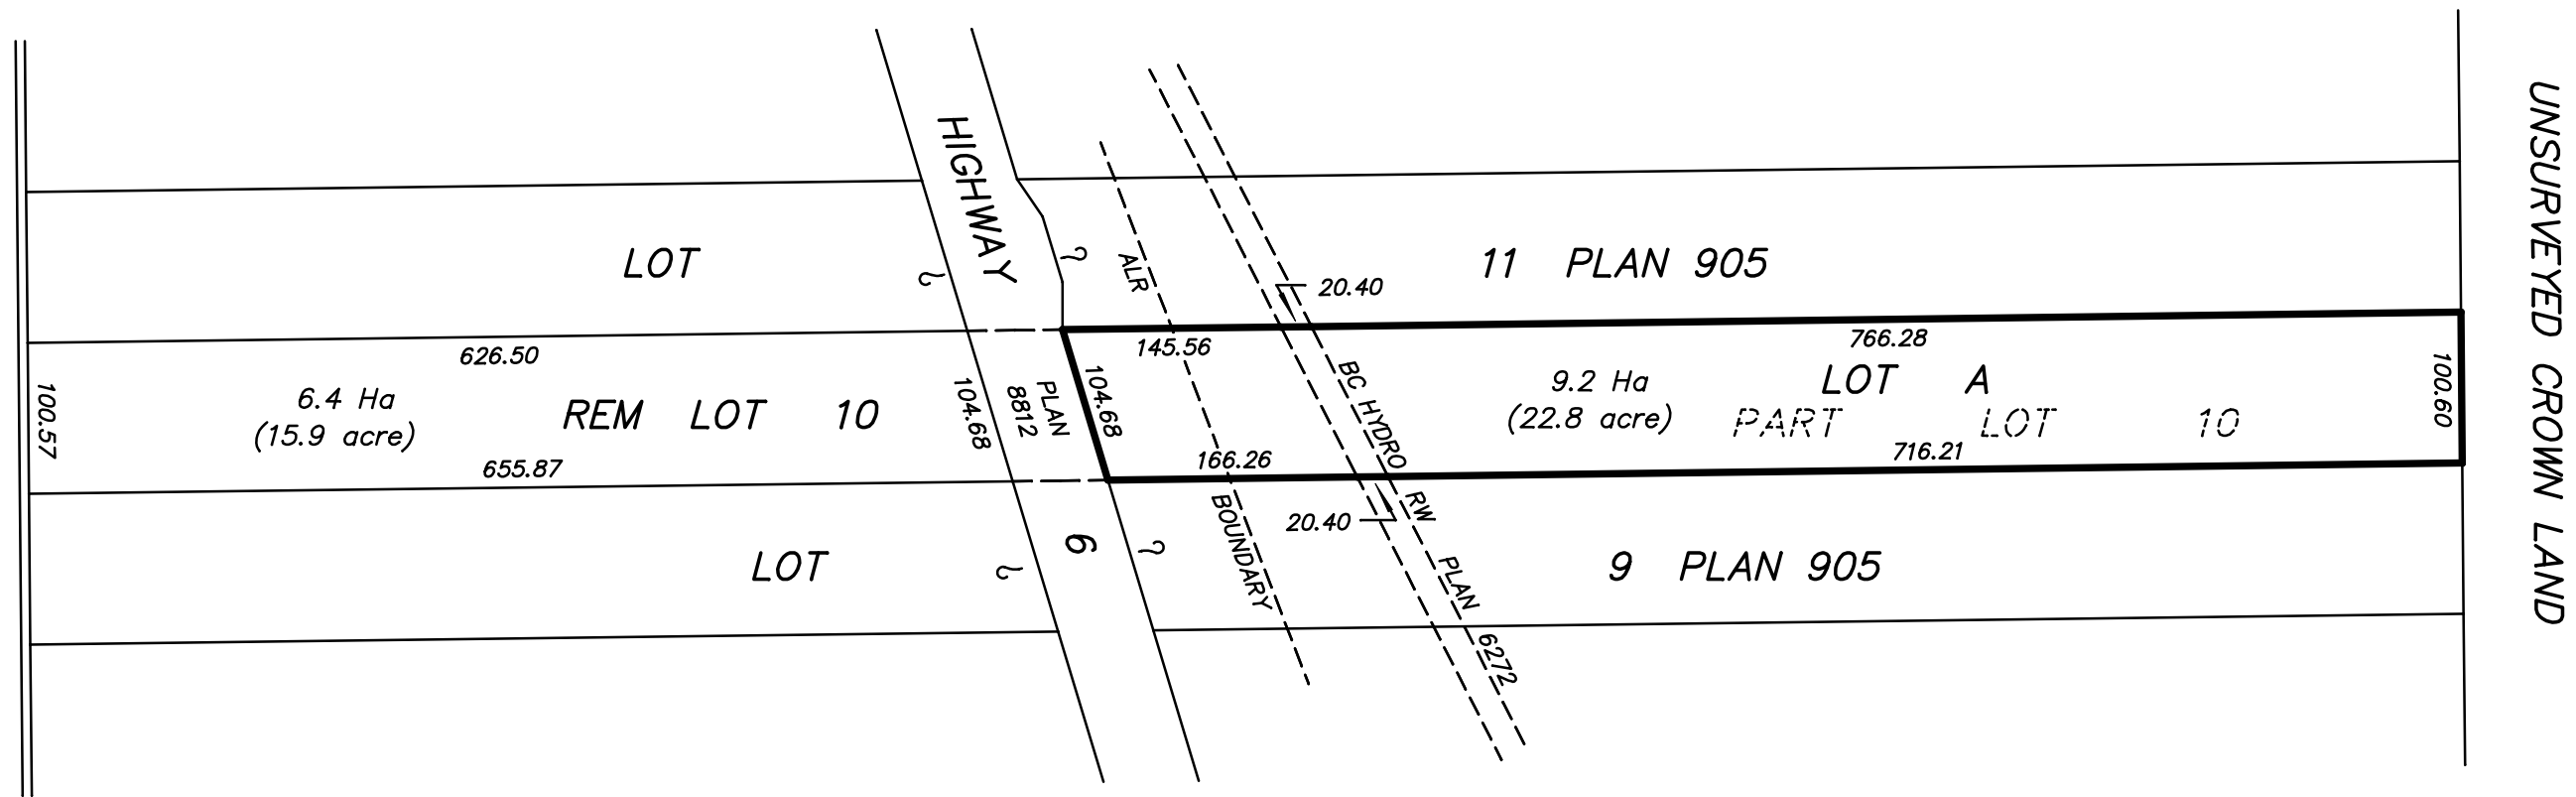 UNSURVEYED CROWN LAND
HIGHWAY
6
LOT
11 PLAN 905
ALR
BOUNDARY
20.40
626.50
145.56
766.28
100.57
6.4 Ha
(15.9 acre)
REM LOT 10
655.87
104.68
PLAN
8812
104.68
166.26
BC HYDRO RW PLAN 6272
9.2 Ha
(22.8 acre)
LOT A
PART LOT 10
716.21
100.60
20.40
LOT
9 PLAN 905